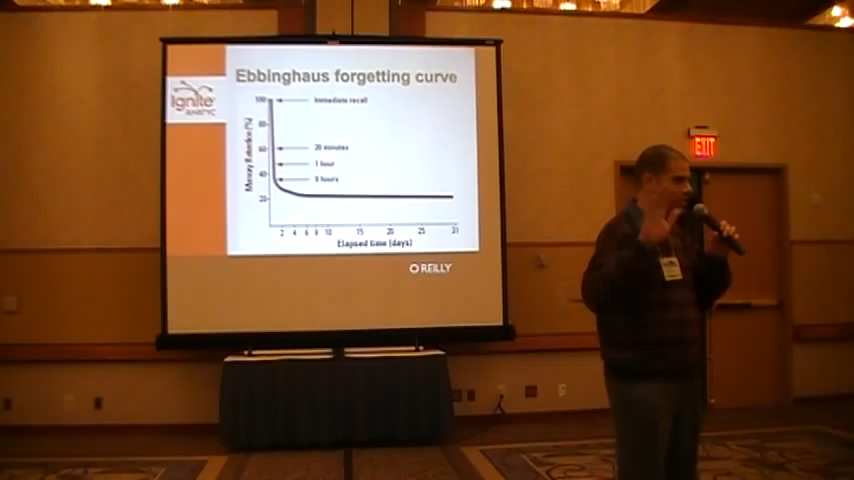 Ebbinghaus forgetting curve
Ignite
100
Immediate recall
80
Memory Retention (%)
60
20 minutes
1 hour
40
9 hours
20
2 4 6 8 10 15 20 25 31
Elapsed time (days)
O'REILLY
EXIT